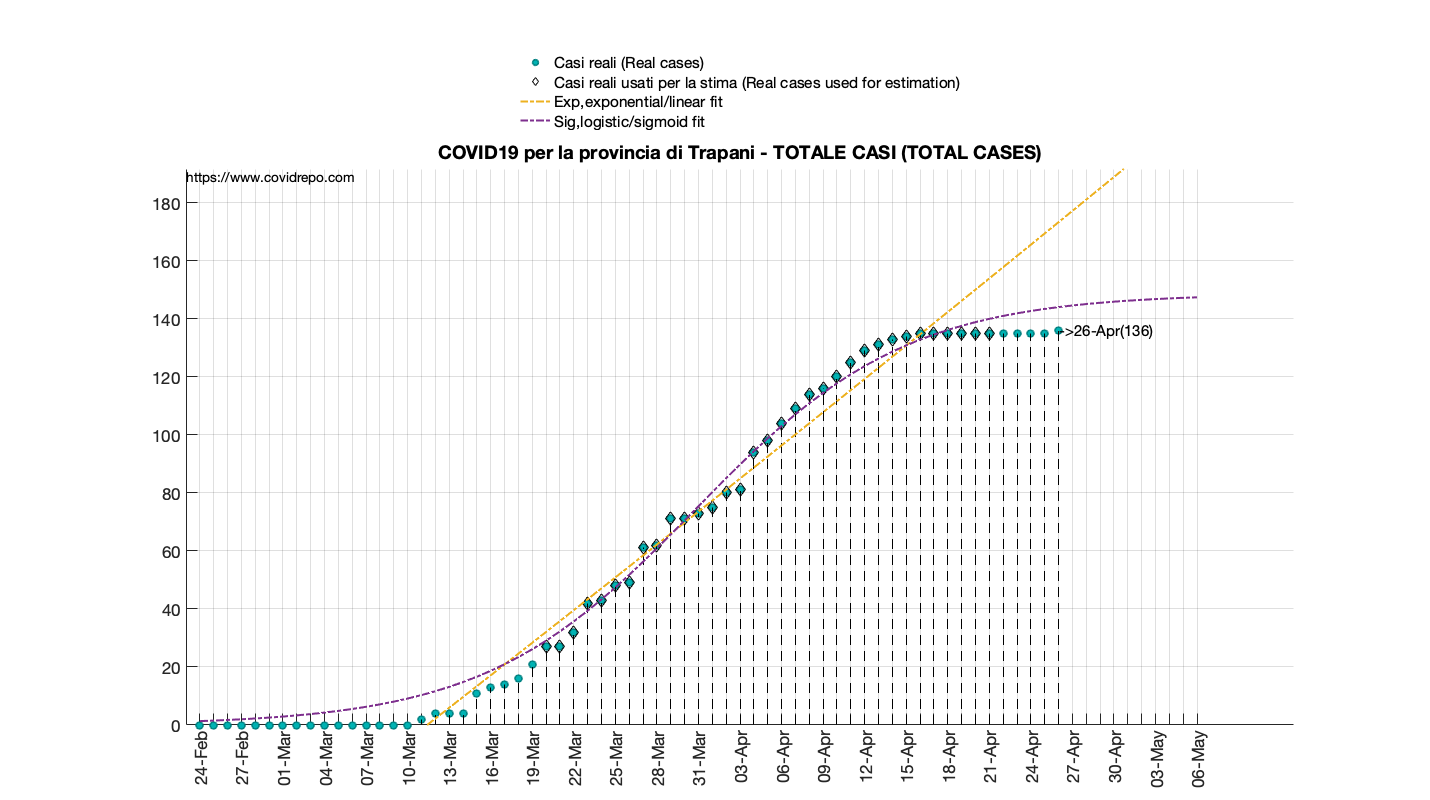 Casi reali (Real cases)
Casi reali usati per la stima (Real cases used for estimation)
Exp,exponential/linear fit
Sig,logistic/sigmoid fit
COVID19 per la provincia di Trapani - TOTALE CASI (TOTAL CASES)
https://www.covidrepo.com
180
160
140
->26-Apr(136)
120
100
80
60
40
20
0
24-Feb
27-Feb
01-Mar
04-Mar
07-Mar
10-Mar
13-Mar
16-Mar
19-Mar
22-Mar
25-Mar
28-Mar
31-Mar
03-Apr
06-Apr
09-Apr
12-Apr
15-Apr
18-Apr
21-Apr
24-Apr
27-Apr
30-Apr
03-May
06-May